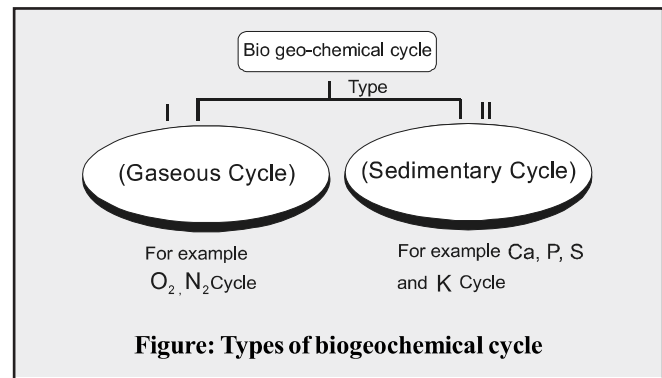 Bio geo-chemical cycle
Type
I II
(Gaseous Cycle) (Sedimentary Cycle)
For example
O₂, N₂ Cycle
For example Ca, P, S
and K Cycle
Figure: Types of biogeochemical cycle